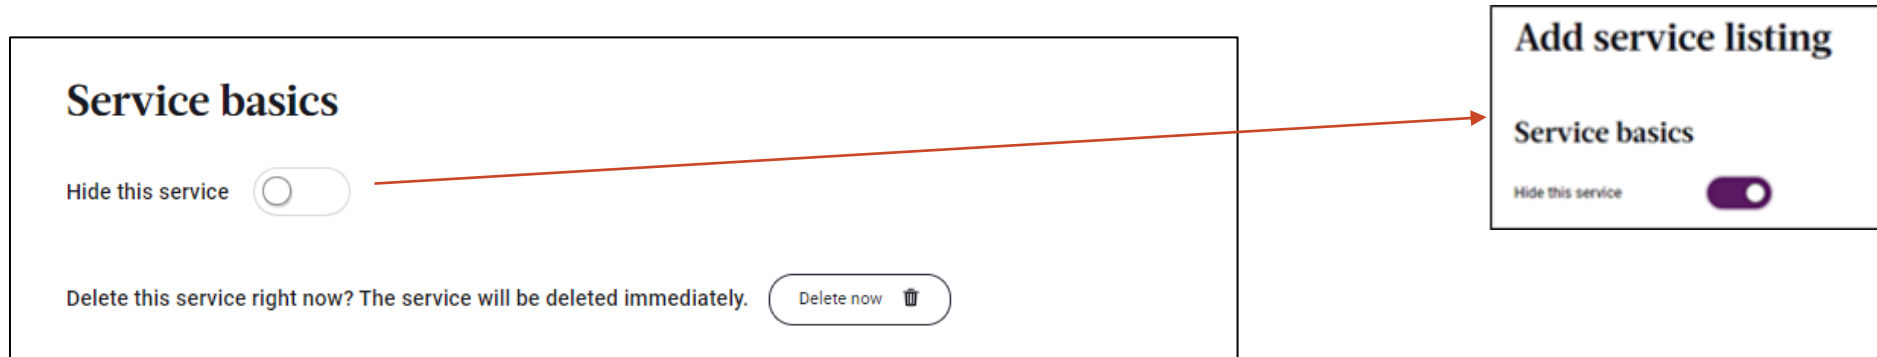 Service basics
Hide this service
Delete this service right now? The service will be deleted immediately.
Delete now
Add service listing
Service basics
Hide this service